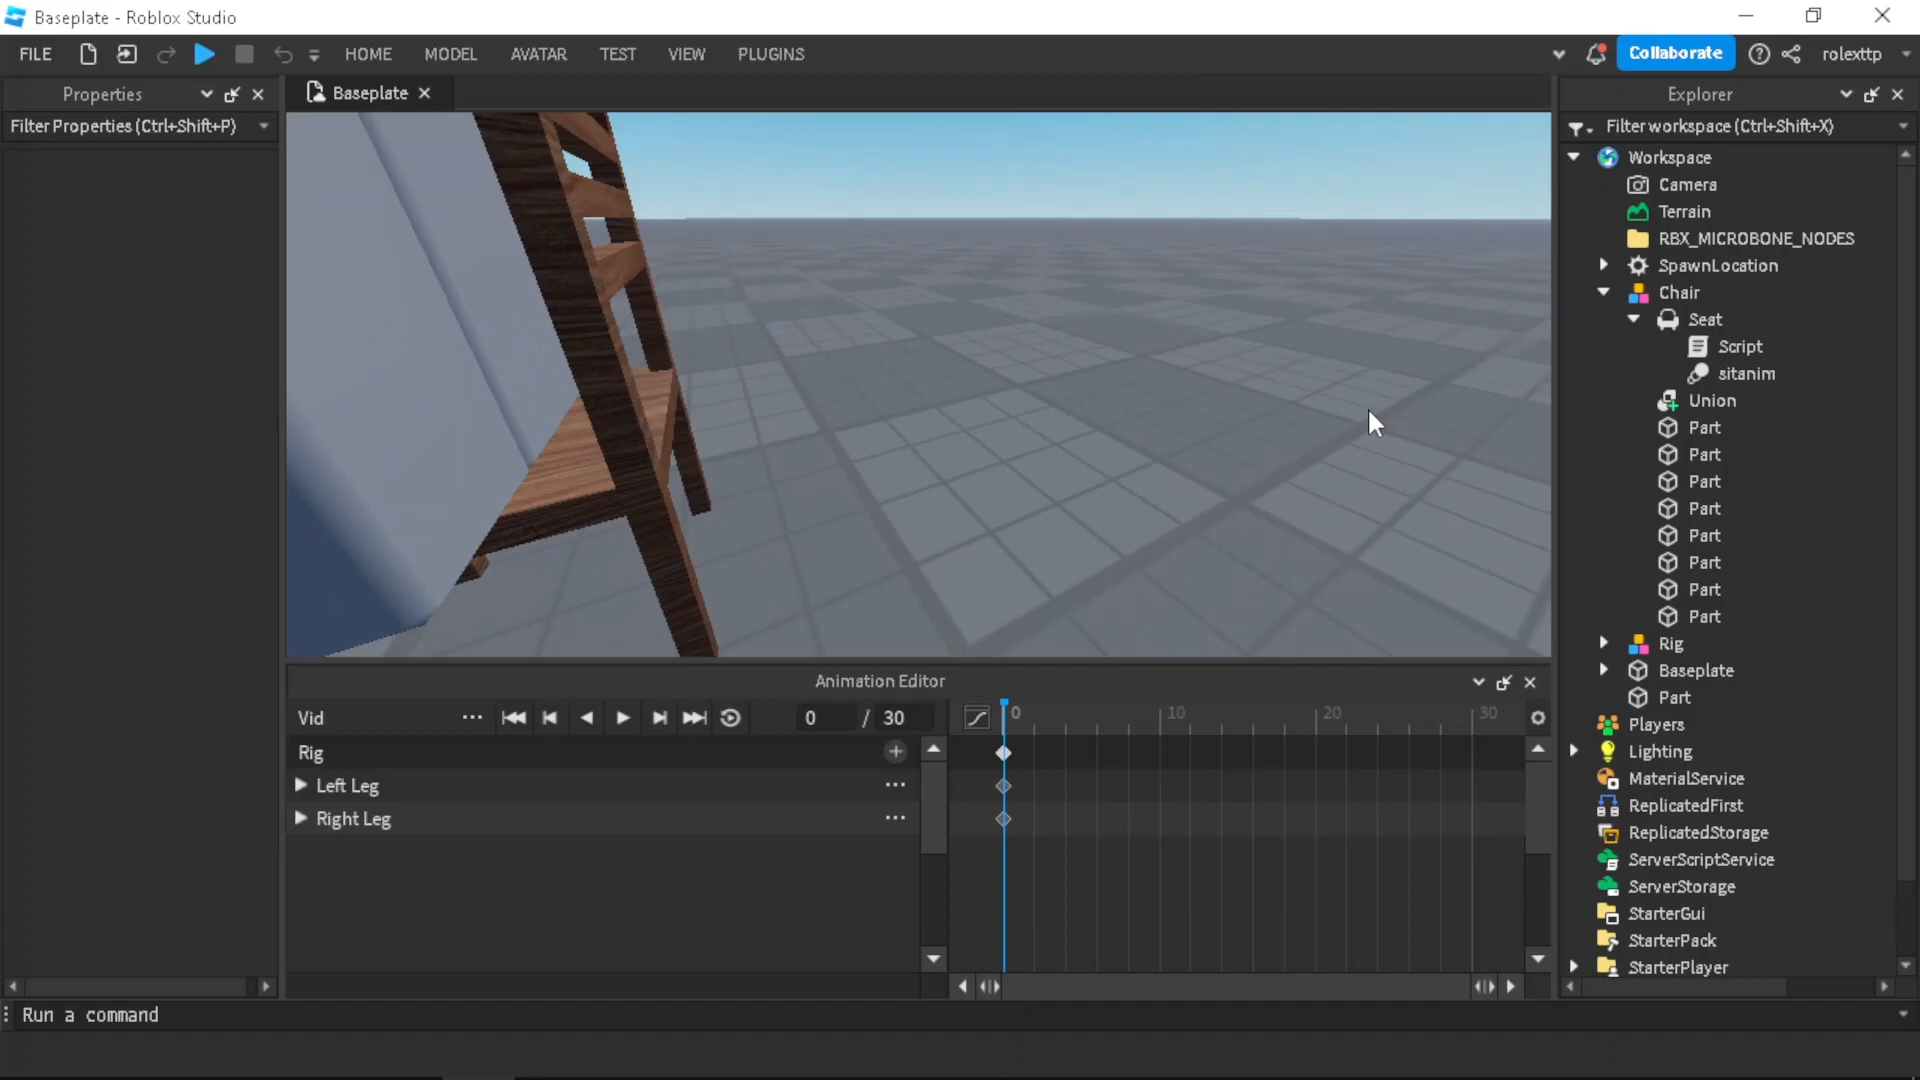 Baseplate - Roblox Studio
FILE HOME MODEL AVATAR TEST VIEW PLUGINS Collaborate rolexttp
Properties
Filter Properties (Ctrl+Shift+P)
Baseplate
Explorer
Filter workspace (Ctrl+Shift+X)
Workspace
Camera
Terrain
RBX_MICROBONE_NODES
SpawnLocation
Chair
Seat
Script
sitanim
Union
Part
Part
Part
Part
Part
Part
Part
Part
Rig
Baseplate
Part
Players
Lighting
MaterialService
ReplicatedFirst
ReplicatedStorage
ServerScriptService
ServerStorage
StarterGui
StarterPack
StarterPlayer
Animation Editor
Vid ... 0 / 30 0 10 20 30
Rig
Left Leg ...
Right Leg ...
Run a command